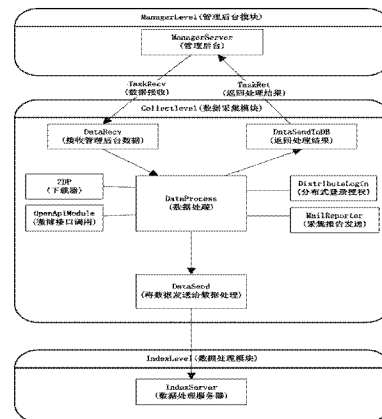 ManagerLevel(管理后台模块)
ManagerServer
(管理后台)
TaskRecv
(数据接收)
TaskRet
(返回处理结果)
CollectLevel(数据采集模块)
DataRecv
(接收管理后台数据)
DataSendToDB
(返回处理结果)
ZDP
(下载器)
DistributeLogin
(分布式登录授权)
DataProcess
(数据处理)
OpenApiModule
(微博接口调用)
MailReporter
(采集报告发送)
DataSend
(将数据发送给数据处理)
IndexLevel(数据处理模块)
IndexServer
(数据处理服务器)